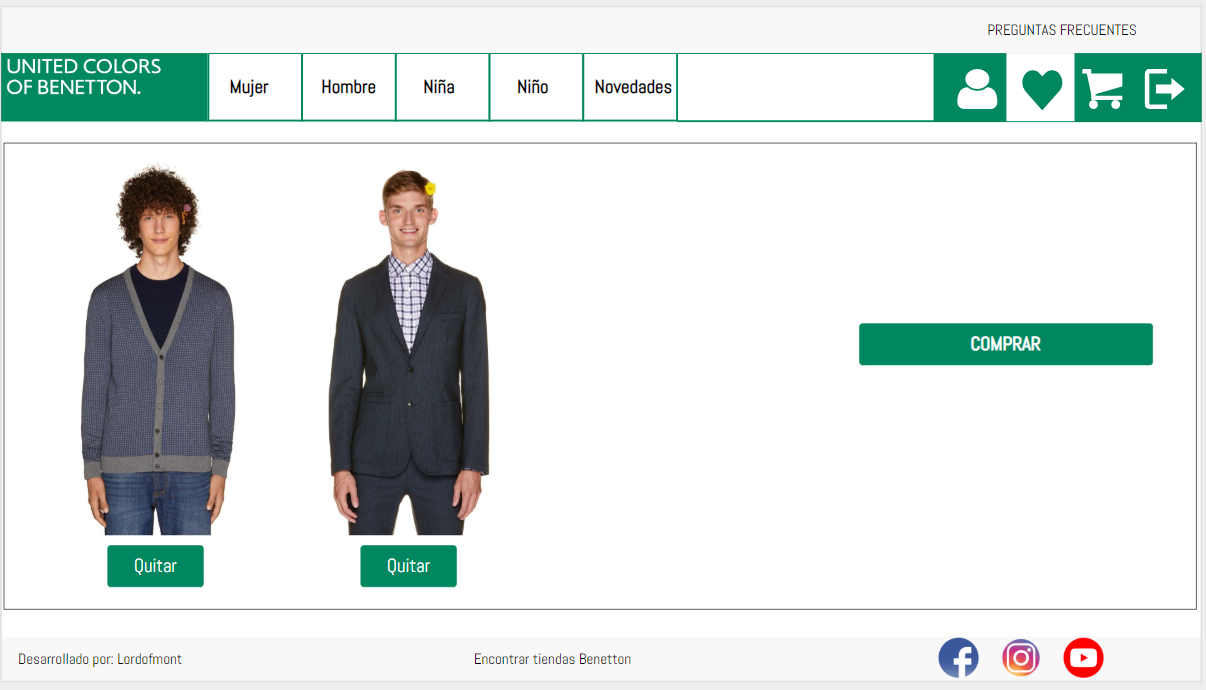 PREGUNTAS FRECUENTES
UNITED COLORS
OF BENETTON.
Mujer
Hombre
Niña
Niño
Novedades
COMPRAR
Quitar
Quitar
Desarrollado por: Lordofmont
Encontrar tiendas Benetton